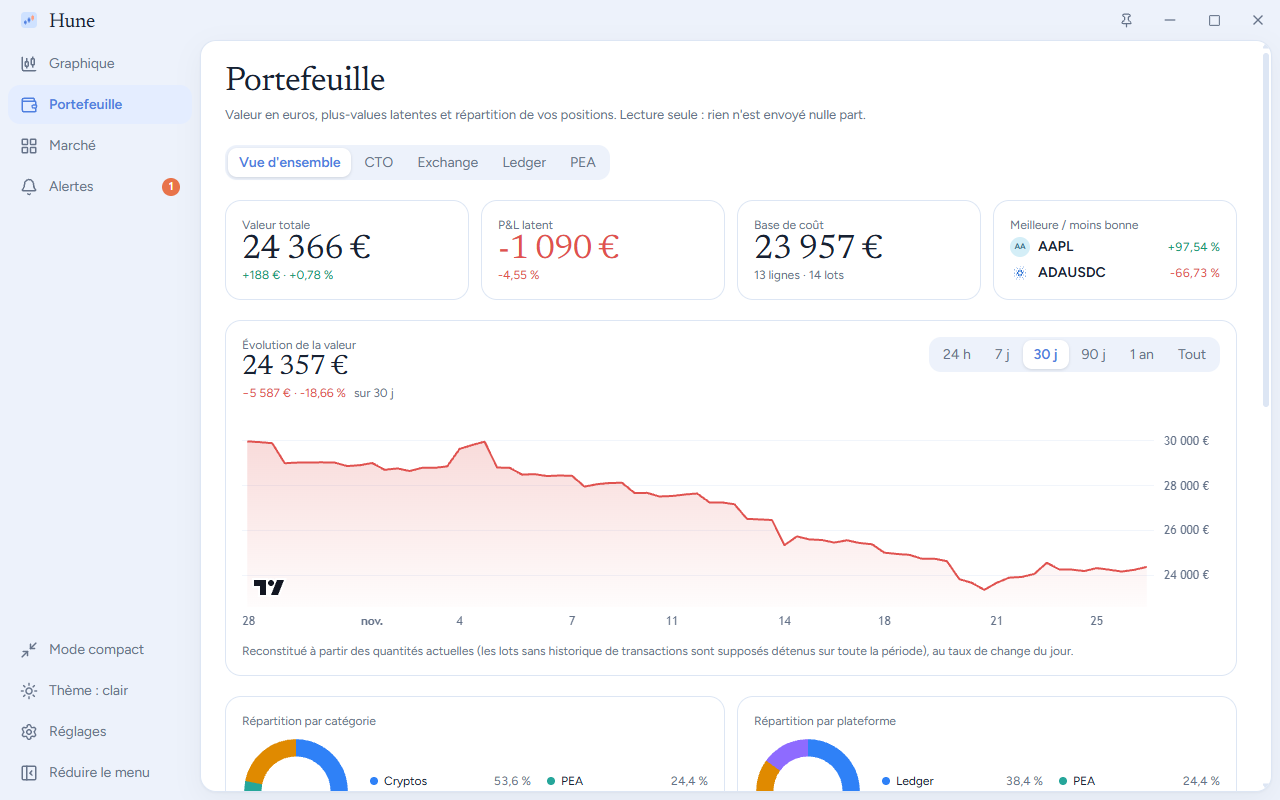 Hune
Graphique
Portefeuille
Marché
Alertes
1
Mode compact
Thème : clair
Réglages
Réduire le menu
Portefeuille
Valeur en euros, plus-values latentes et répartition de vos positions. Lecture seule : rien n'est envoyé nulle part.
Vue d'ensemble CTO Exchange Ledger PEA
Valeur totale
24 366 €
+188 € · +0,78 %
P&L latent
-1 090 €
-4,55 %
Base de coût
23 957 €
13 lignes · 14 lots
Meilleure / moins bonne
AA AAPL +97,54 %
ADAUSDC -66,73 %
Évolution de la valeur
24 357 €
−5 587 € · -18,66 % sur 30 j
24 h 7 j 30 j 90 j 1 an Tout
30 000 €
28 000 €
26 000 €
24 000 €
28 nov. 4 7 11 14 18 21 25
Reconstitué à partir des quantités actuelles (les lots sans historique de transactions sont supposés détenus sur toute la période), au taux de change du jour.
Répartition par catégorie
Cryptos 53,6 % PEA 24,4 %
Répartition par plateforme
Ledger 38,4 % PEA 24,4 %